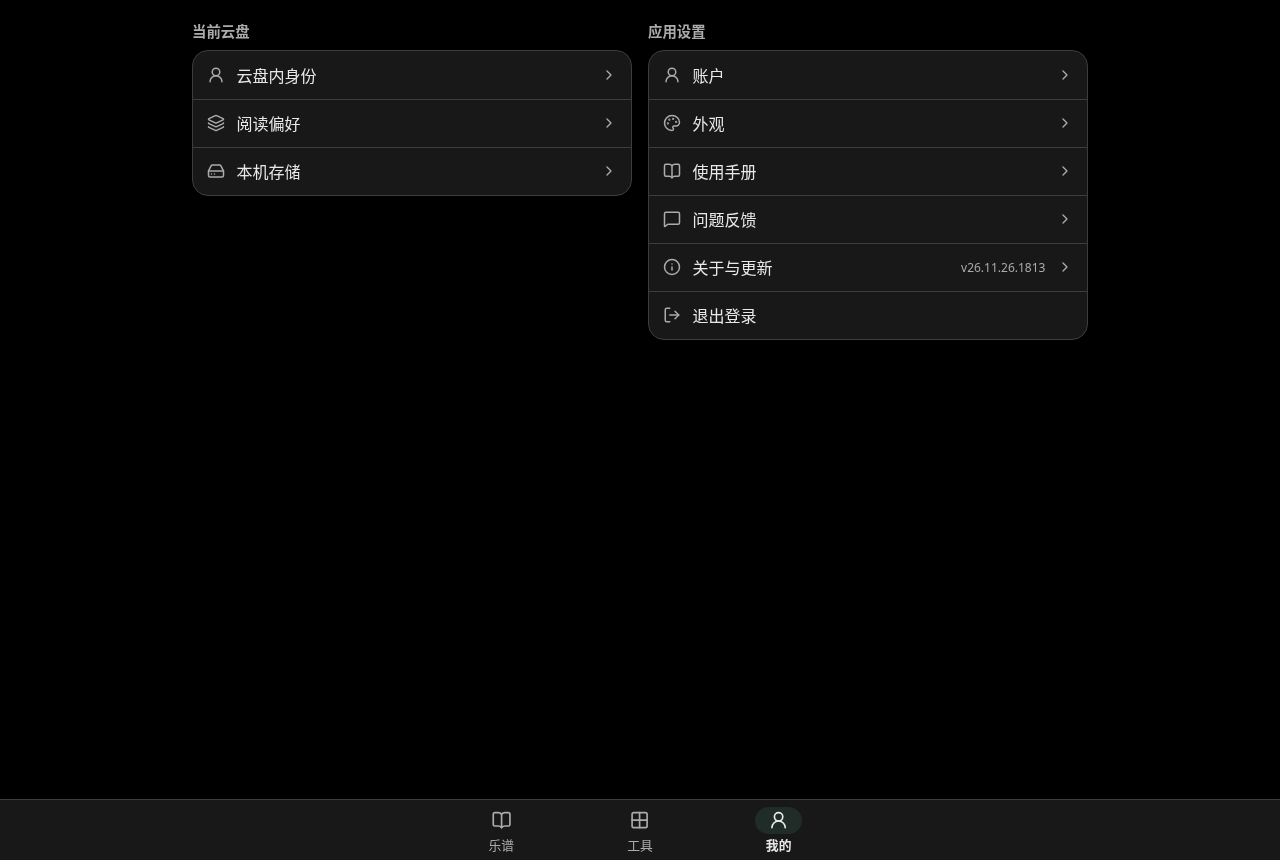 当前云盘
云盘内身份
阅读偏好
本机存储
应用设置
账户
外观
使用手册
问题反馈
关于与更新 v26.11.26.1813
退出登录
乐谱
工具
我的